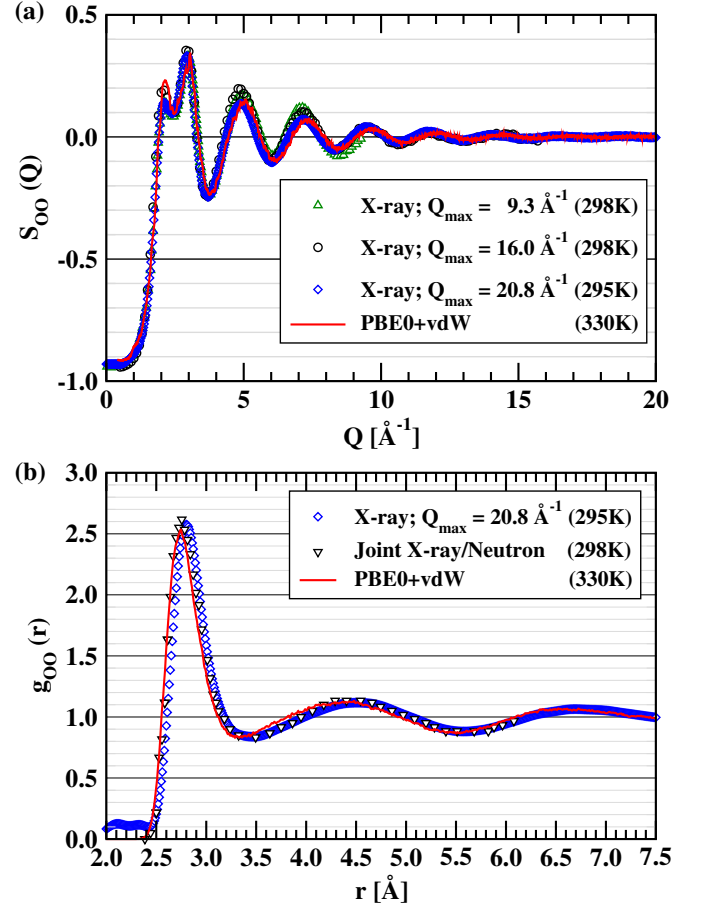 (a)
0.5
0.0
-0.5
-1.0
S_OO (Q)
X-ray; Q_max = 9.3 Å⁻¹ (298K)
X-ray; Q_max = 16.0 Å⁻¹ (298K)
X-ray; Q_max = 20.8 Å⁻¹ (295K)
PBE0+vdW (330K)
0 5 10 15 20
Q [Å⁻¹]
(b)
3.0
2.5
2.0
1.5
1.0
0.5
0.0
g_OO (r)
X-ray; Q_max = 20.8 Å⁻¹ (295K)
Joint X-ray/Neutron (298K)
PBE0+vdW (330K)
2.0 2.5 3.0 3.5 4.0 4.5 5.0 5.5 6.0 6.5 7.0 7.5
r [Å]